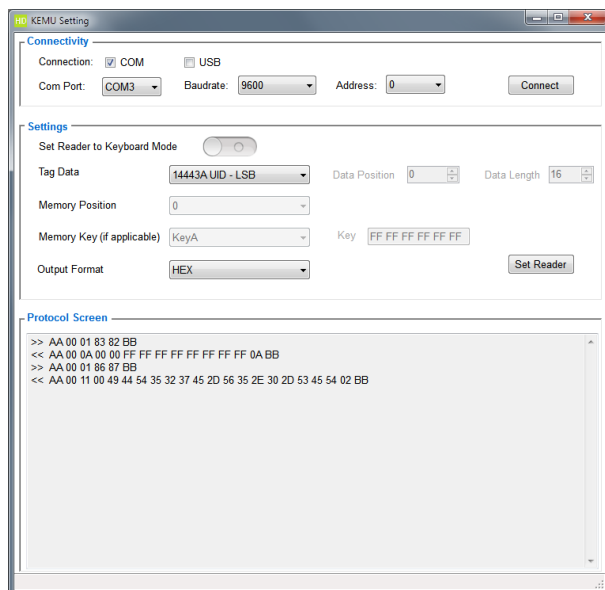 HD KEMU Setting
Connectivity
Connection: COM USB
Com Port: COM3 Baudrate: 9600 Address: 0 Connect
Settings
Set Reader to Keyboard Mode
Tag Data 14443A UID - LSB Data Position 0 Data Length 16
Memory Position 0
Memory Key (if applicable) KeyA Key FF FF FF FF FF FF
Output Format HEX Set Reader
Protocol Screen
>> AA 00 01 83 82 BB
<< AA 00 0A 00 00 FF FF FF FF FF FF FF FF 0A BB
>> AA 00 01 86 87 BB
<< AA 00 11 00 49 44 54 35 32 37 45 2D 56 35 2E 30 2D 53 45 54 02 BB